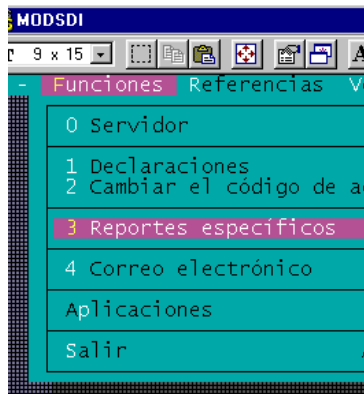 MODSDI
9 x 15
Funciones Referencias
0 Servidor
1 Declaraciones
2 Cambiar el código de
3 Reportes específicos
4 Correo electrónico
Aplicaciones
Salir